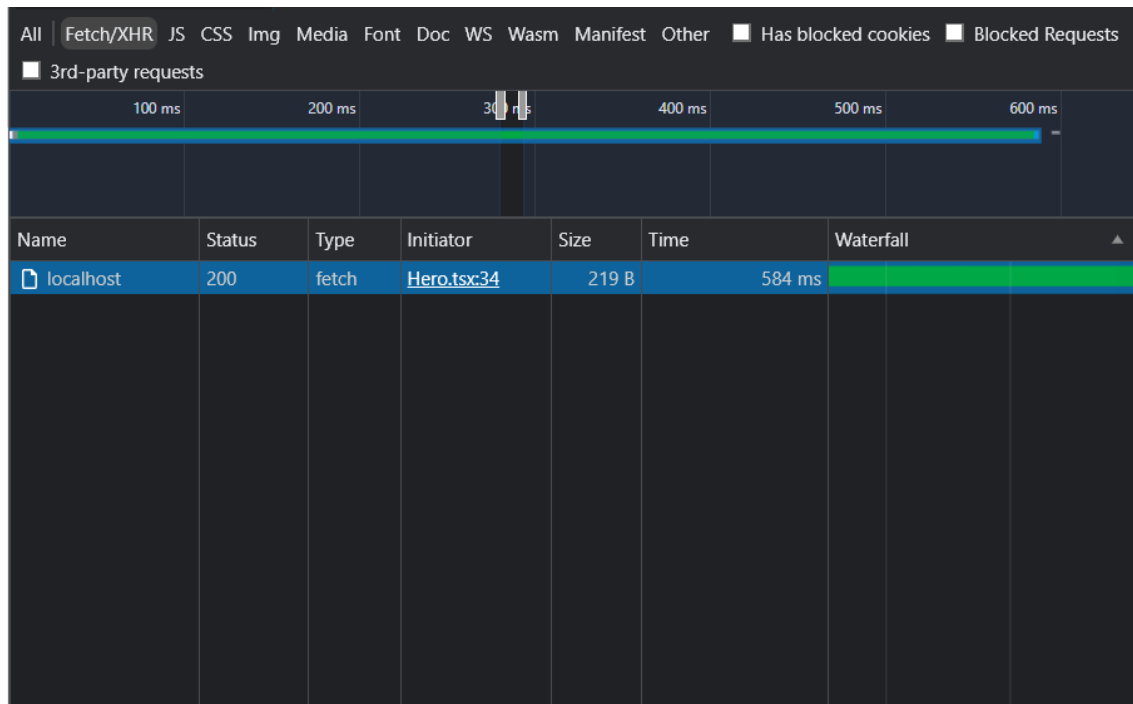 All Fetch/XHR JS CSS Img Media Font Doc WS Wasm Manifest Other Has blocked cookies Blocked Requests
3rd-party requests
100 ms 200 ms 300 ms 400 ms 500 ms 600 ms
Name Status Type Initiator Size Time Waterfall
localhost 200 fetch Hero.tsx:34 219 B 584 ms